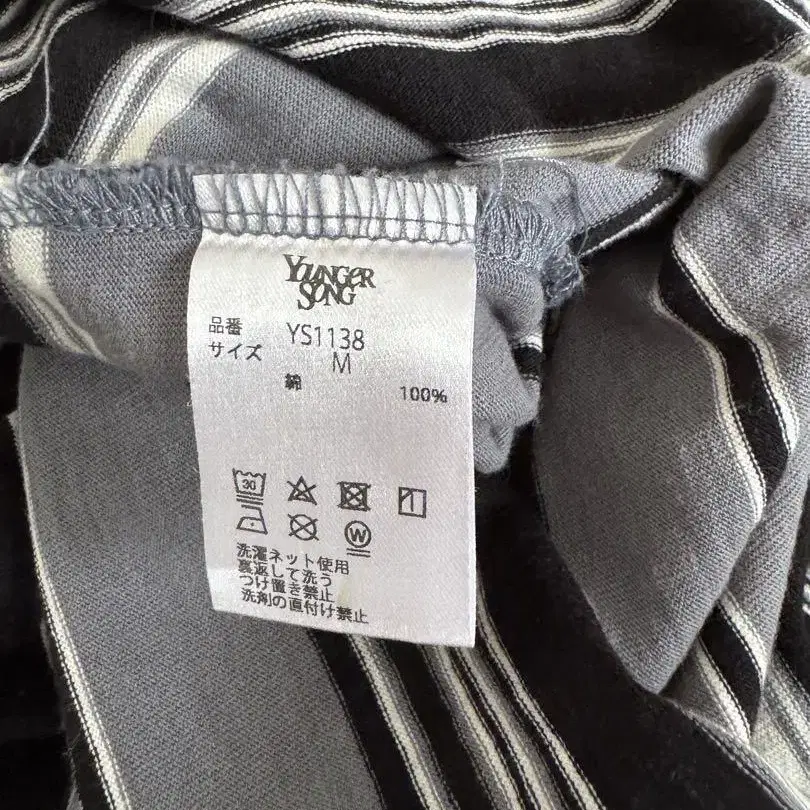 YOUNGER
SONG
品番 YS1138
サイズ M
綿 100%
30
W
洗濯ネット使用
裏返して洗う
つけ置き禁止
洗剤の直付け禁止